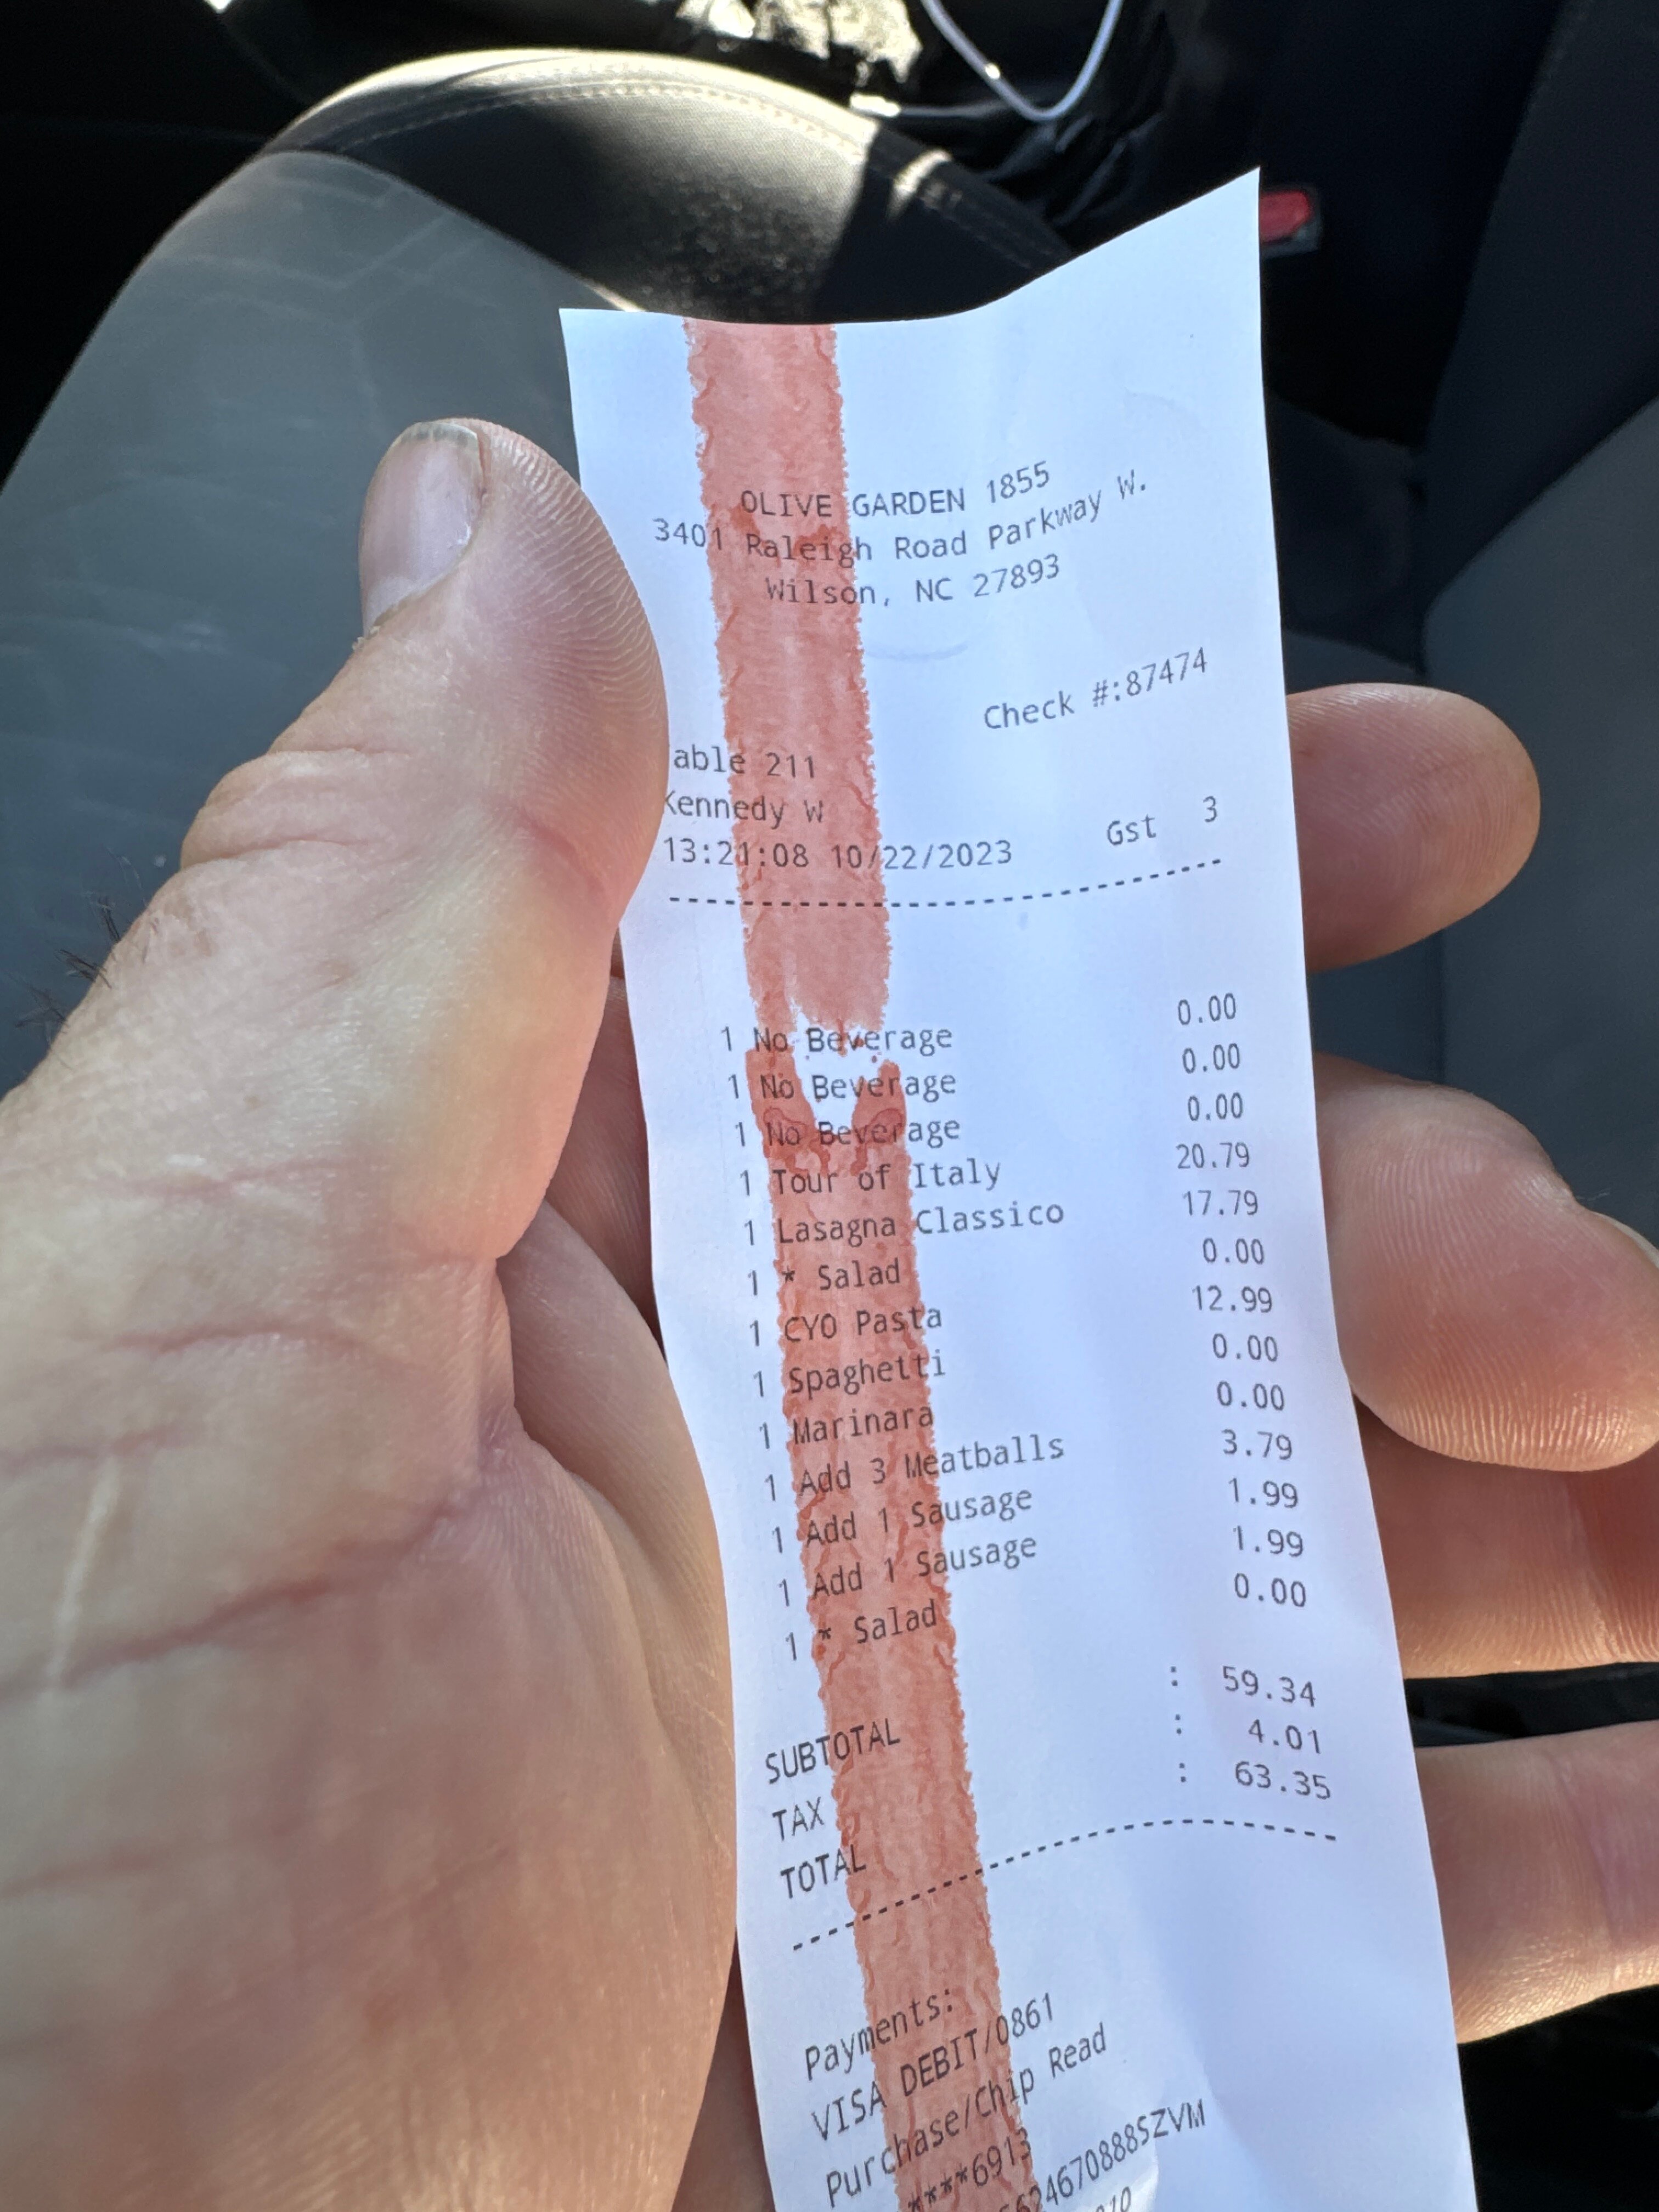 OLIVE GARDEN 1855
3401 Raleigh Road Parkway W.
Wilson, NC 27893
Check #:87474
able 211
Kennedy W
13:21:08 10/22/2023 Gst 3
1 No Beverage 0.00
1 No Beverage 0.00
1 No Beverage 0.00
1 Tour of Italy 20.79
1 Lasagna Classico 17.79
1 * Salad 0.00
1 CYO Pasta 12.99
1 Spaghetti 0.00
1 Marinara 0.00
1 Add 3 Meatballs 3.79
1 Add 1 Sausage 1.99
1 Add 1 Sausage 1.99
1 * Salad 0.00
SUBTOTAL : 59.34
TAX : 4.01
TOTAL : 63.35
Payments:
VISA DEBIT/0861
Purchase/Chip Read
****6913